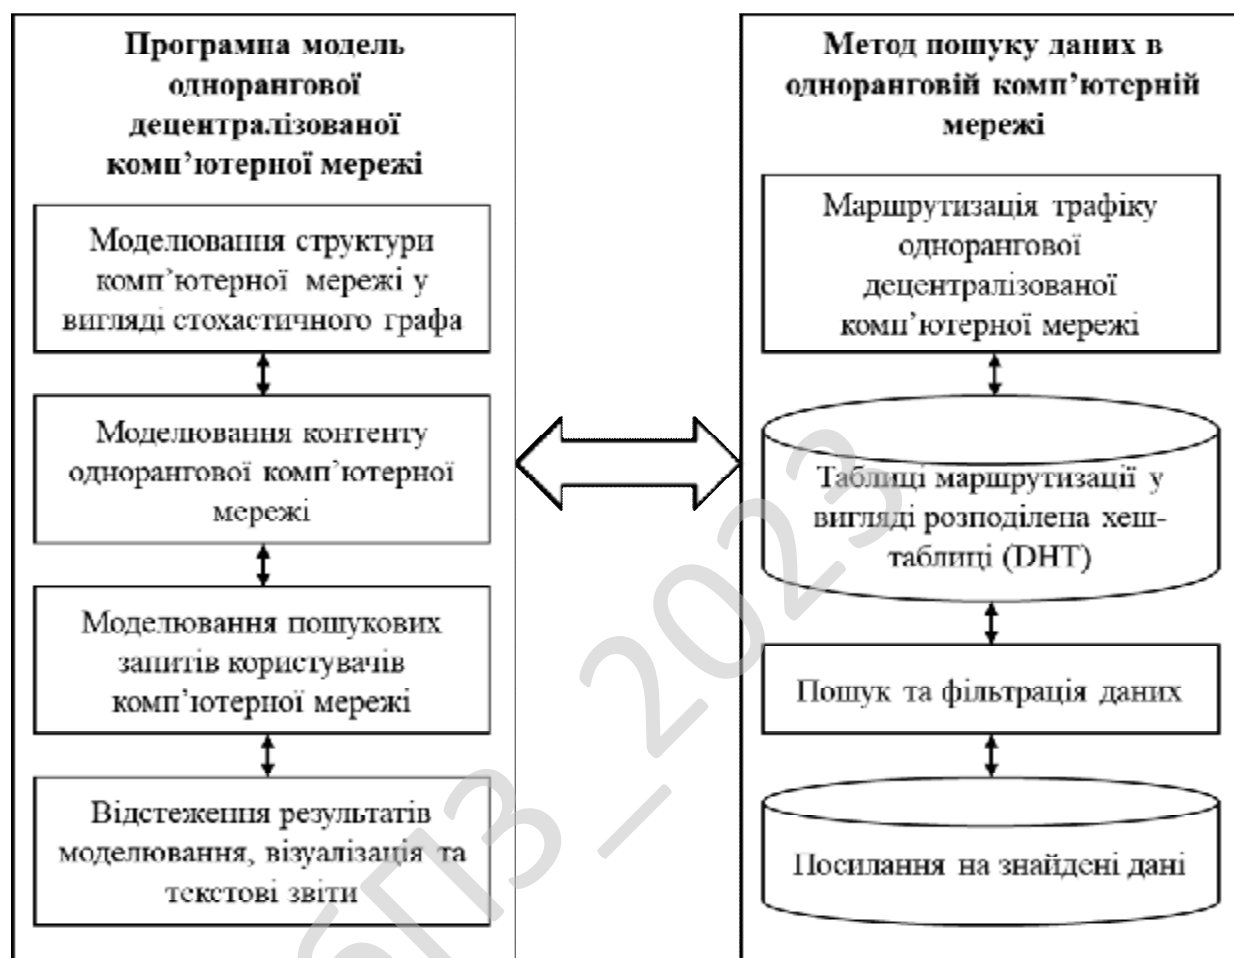 Програмна модель
однорангової
децентралізованої
комп’ютерної мережі
Моделювання структури
комп’ютерної мережі у
вигляді стохастичного графа
Моделювання контенту
однорангової комп’ютерної
мережі
Моделювання пошукових
запитів користувачів
комп’ютерної мережі
Відстеження результатів
моделювання, візуалізація та
текстові звіти
Метод пошуку даних в
одноранговій комп’ютерній
мережі
Маршрутизація трафіку
однорангової
децентралізованої
комп’ютерної мережі
Таблиці маршрутизації у
вигляді розподілена хеш-
таблиці (DHT)
Пошук та фільтрація даних
Посилання на знайдені дані
бПЗ_2023